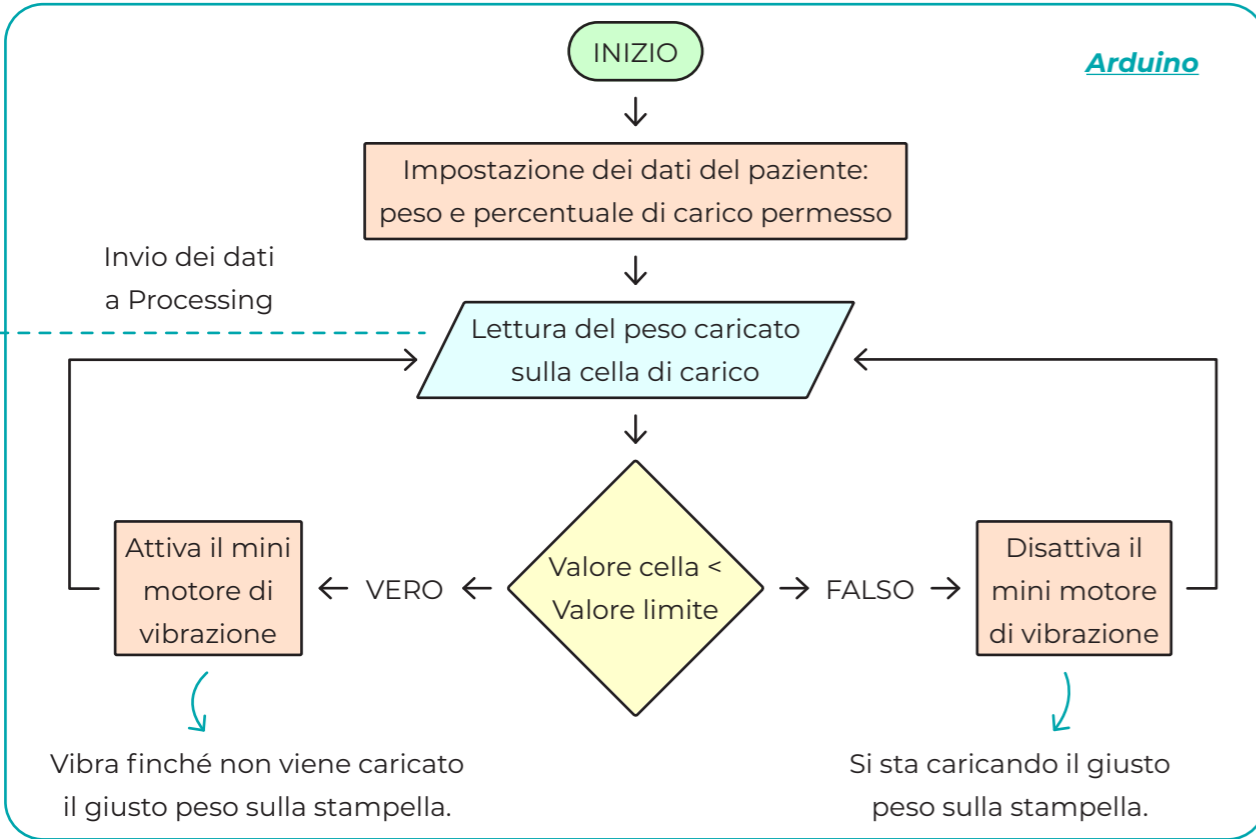 INIZIO
Arduino
Impostazione dei dati del paziente:
peso e percentuale di carico permesso
Invio dei dati
a Processing
Lettura del peso caricato
sulla cella di carico
Attiva il mini
motore di
vibrazione
VERO
Valore cella <
Valore limite
FALSO
Disattiva il
mini motore
di vibrazione
Vibra finché non viene caricato
il giusto peso sulla stampella.
Si sta caricando il giusto
peso sulla stampella.